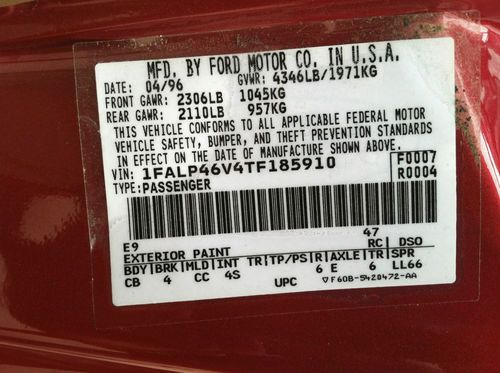 MFD. BY FORD MOTOR CO. IN U.S.A.
DATE: 04/96 GVWR: 4346LB/1971KG
FRONT GAWR: 2306LB 1045KG
REAR GAWR: 2110LB 957KG
THIS VEHICLE CONFORMS TO ALL APPLICABLE FEDERAL MOTOR
VEHICLE SAFETY, BUMPER, AND THEFT PREVENTION STANDARDS
IN EFFECT ON THE DATE OF MANUFACTURE SHOWN ABOVE.
VIN: 1FALP46V4TF185910 F0007
TYPE: PASSENGER R0004
E9 47
EXTERIOR PAINT RC| DSO
BDY|BRK|MLD|INT TR|TP/PS|R|AXLE|TR|SPR
CB 4 CC 4S 6 E 6 LL66
UPC ▽F60B-5420472-AA